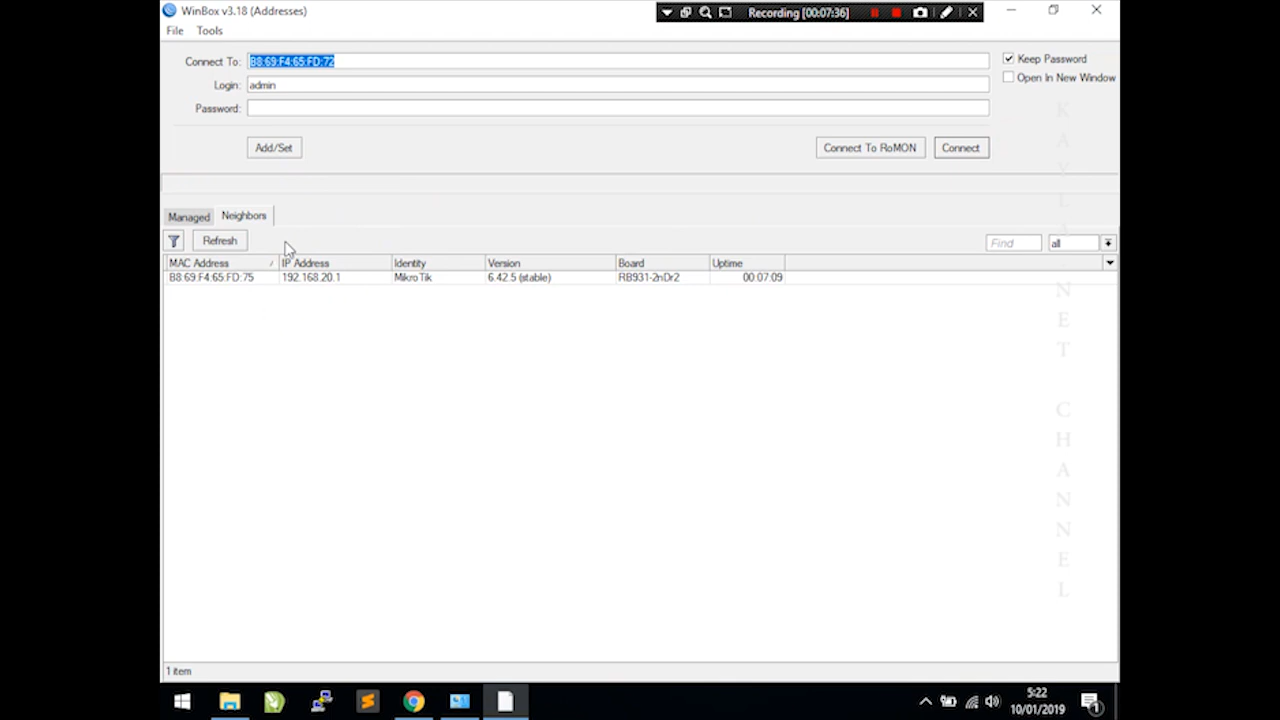 WinBox v3.18 (Addresses)
Recording [00:07:36]
File Tools
Connect To: B8:69:F4:65:FD:72
Keep Password
Login: admin
Open In New Window
Password:
Add/Set
Connect To RoMON
Connect
Managed
Neighbors
Refresh
Find
all
MAC Address IP Address Identity Version Board Uptime
B8:69:F4:65:FD:75 192.168.20.1 MikroTik 6.42.5 (stable) RB931-2nDr2 00:07:09
1 item
5:22
10/01/2019
1